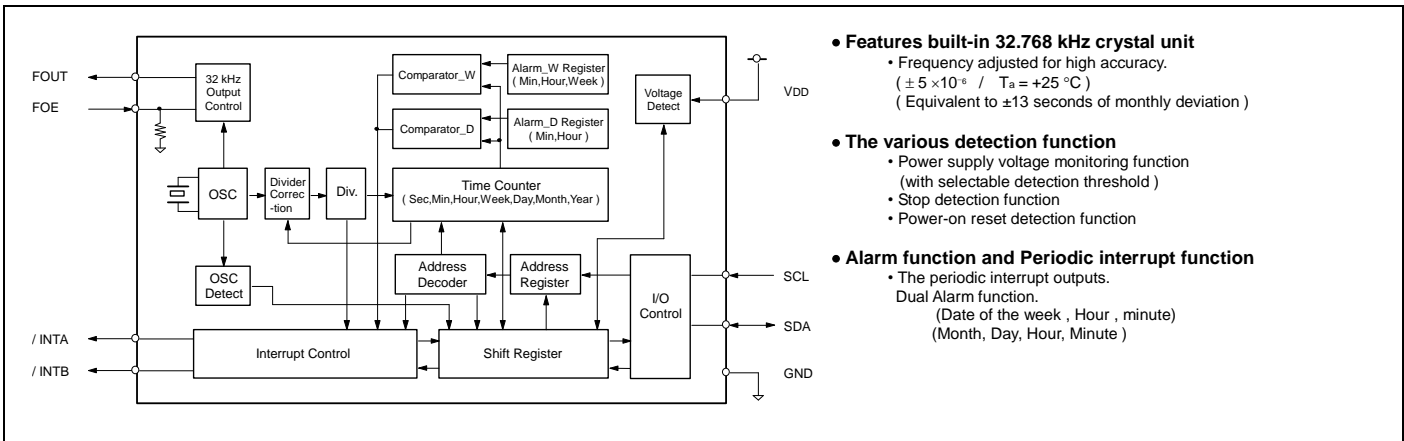 FOUT
FOE
32 kHz
Output
Control
Comparator_W
Alarm_W Register
( Min,Hour,Week )
Comparator_D
Alarm_D Register
( Min,Hour )
Voltage
Detect
VDD
OSC
Divider
Correc
-tion
Div.
Time Counter
( Sec,Min,Hour,Week,Day,Month,Year )
OSC
Detect
Address
Decoder
Address
Register
I/O
Control
SCL
SDA
/ INTA
/ INTB
Interrupt Control
Shift Register
GND
• Features built-in 32.768 kHz crystal unit
• Frequency adjusted for high accuracy.
( ± 5 ×10⁻⁶ / Ta = +25 °C )
( Equivalent to ±13 seconds of monthly deviation )
• The various detection function
• Power supply voltage monitoring function
(with selectable detection threshold )
• Stop detection function
• Power-on reset detection function
• Alarm function and Periodic interrupt function
• The periodic interrupt outputs.
Dual Alarm function.
(Date of the week , Hour , minute)
(Month, Day, Hour, Minute )